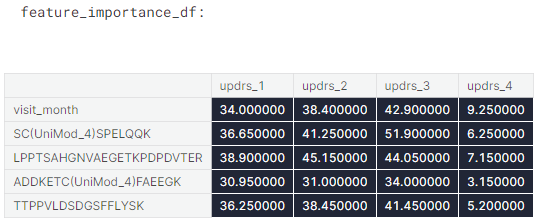 feature_importance_df:
updrs_1 updrs_2 updrs_3 updrs_4
visit_month 34.000000 38.400000 42.900000 9.250000
SC(UniMod_4)SPELQQK 36.650000 41.250000 51.900000 6.250000
LPPTSAHGNVAEGETKPDPDVTER 38.900000 45.150000 44.050000 7.150000
ADDKETC(UniMod_4)FAEEGK 30.950000 31.000000 34.000000 3.150000
TTPPVLDSDGSFFLYSK 36.250000 38.450000 41.450000 5.200000